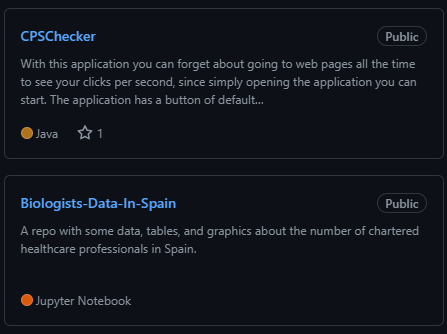 CPSChecker
Public
With this application you can forget about going to web pages all the time
to see your clicks per second, since simply opening the application you can
start. The application has a button of default...
Java
1
Biologists-Data-In-Spain
Public
A repo with some data, tables, and graphics about the number of chartered
healthcare professionals in Spain.
Jupyter Notebook